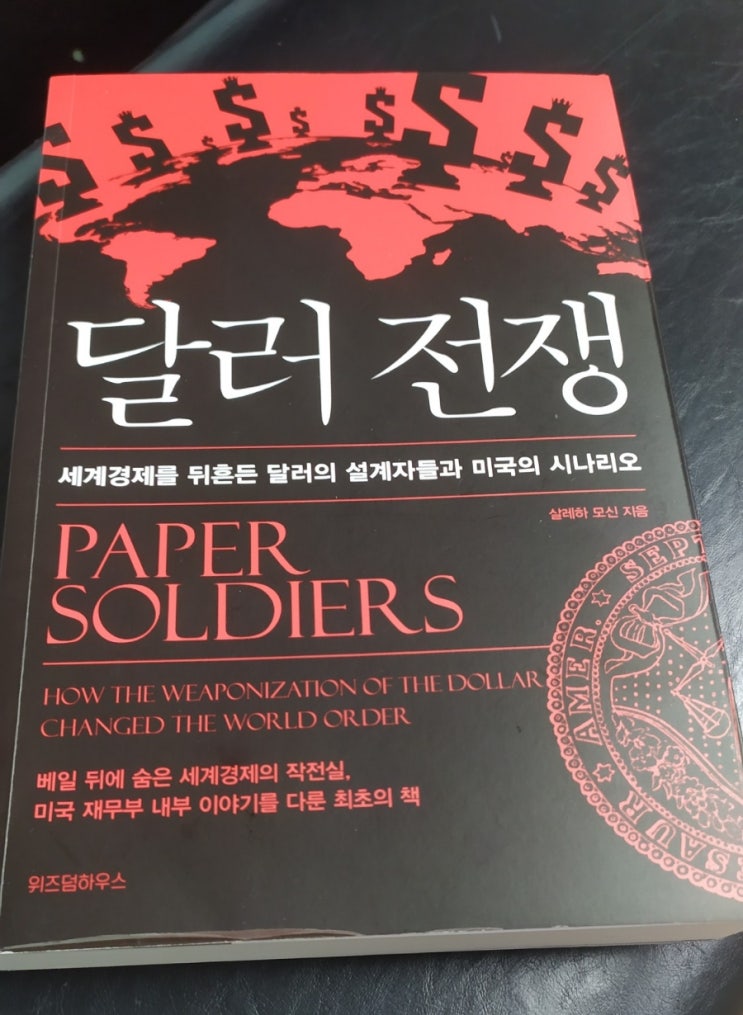 달러 전쟁
세계경제를 뒤흔든 달러의 설계자들과 미국의 시나리오
살레하 모신 지음
PAPER
SOLDIERS
HOW THE WEAPONIZATION OF THE DOLLAR
CHANGED THE WORLD ORDER
베일 뒤에 숨은 세계경제의 작전실,
미국 재무부 내부 이야기를 다룬 최초의 책
위즈덤하우스
AMER. ☆ SEPT